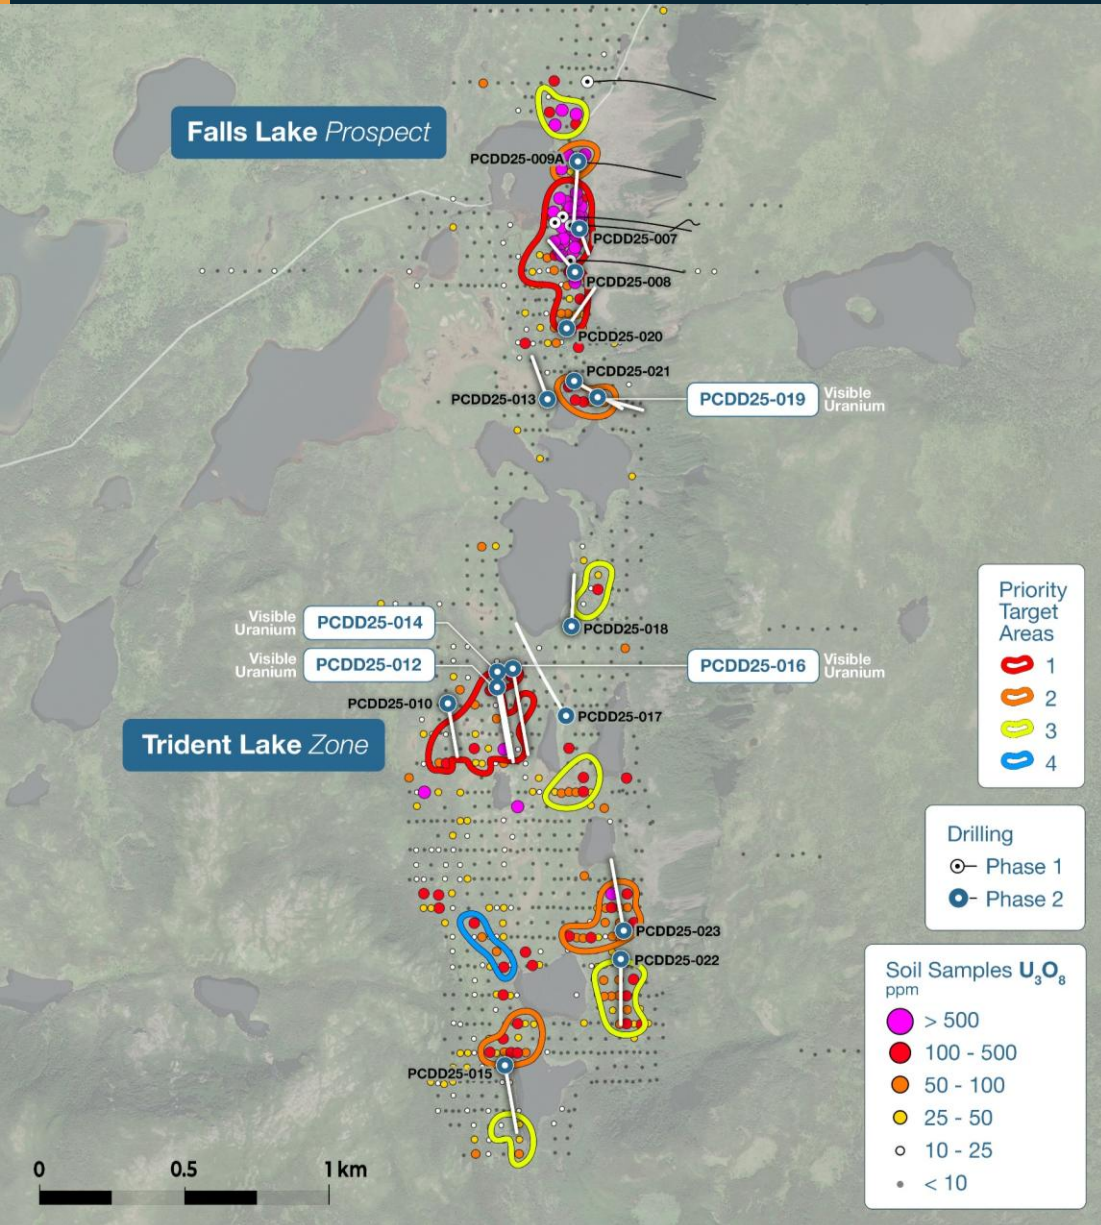 Falls Lake Prospect
PCDD25-009A
PCDD25-007
PCDD25-008
PCDD25-020
PCDD25-021
PCDD25-013
PCDD25-019
Visible
Uranium
PCDD25-018
Visible
Uranium
PCDD25-014
Visible
Uranium
PCDD25-012
PCDD25-016
Visible
Uranium
PCDD25-010
PCDD25-017
Trident Lake Zone
PCDD25-023
PCDD25-022
PCDD25-015
Priority
Target
Areas
1
2
3
4
Drilling
Phase 1
Phase 2
Soil Samples U₃O₈
ppm
> 500
100 - 500
50 - 100
25 - 50
10 - 25
< 10
0 0.5 1 km